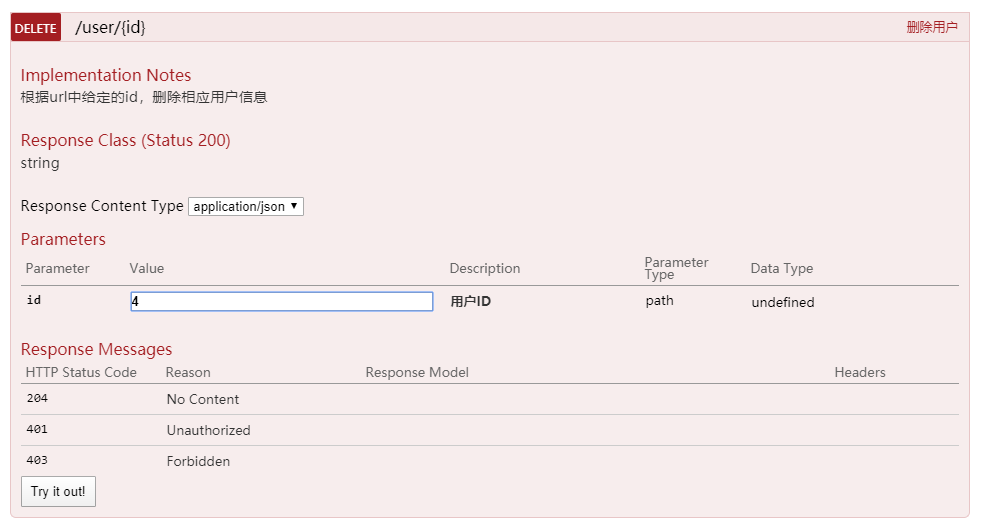 DELETE /user/{id} 删除用户
Implementation Notes
根据url中给定的id，删除相应用户信息
Response Class (Status 200)
string
Response Content Type application/json ▼
Parameters
Parameter Value Description Parameter Type Data Type
id 4 用户ID path undefined
Response Messages
HTTP Status Code Reason Response Model Headers
204 No Content
401 Unauthorized
403 Forbidden
Try it out!